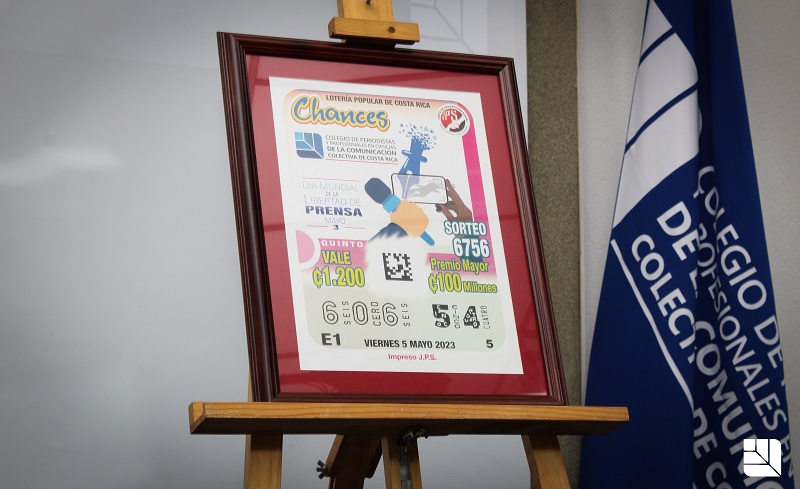 LOTERÍA POPULAR DE COSTA RICA
Chances
JPS
COLEGIO DE PERIODISTAS
Y PROFESIONALES EN CIENCIAS
DE LA COMUNICACIÓN
COLECTIVA DE COSTA RICA
DÍA MUNDIAL
DE LA
LIBERTAD DE
PRENSA
MAYO
3
SORTEO
6756
QUINTO
VALE
₡1.200
Premio Mayor
₡100 Millones
6 SEIS 0 CERO 6 SEIS
5 CINCO 4 CUATRO
E1 VIERNES 5 MAYO 2023 5
Impreso J.P.S.
COLEGIO DE
PROFESIONALES EN
DE COMUNIC
COLECT
DE CO